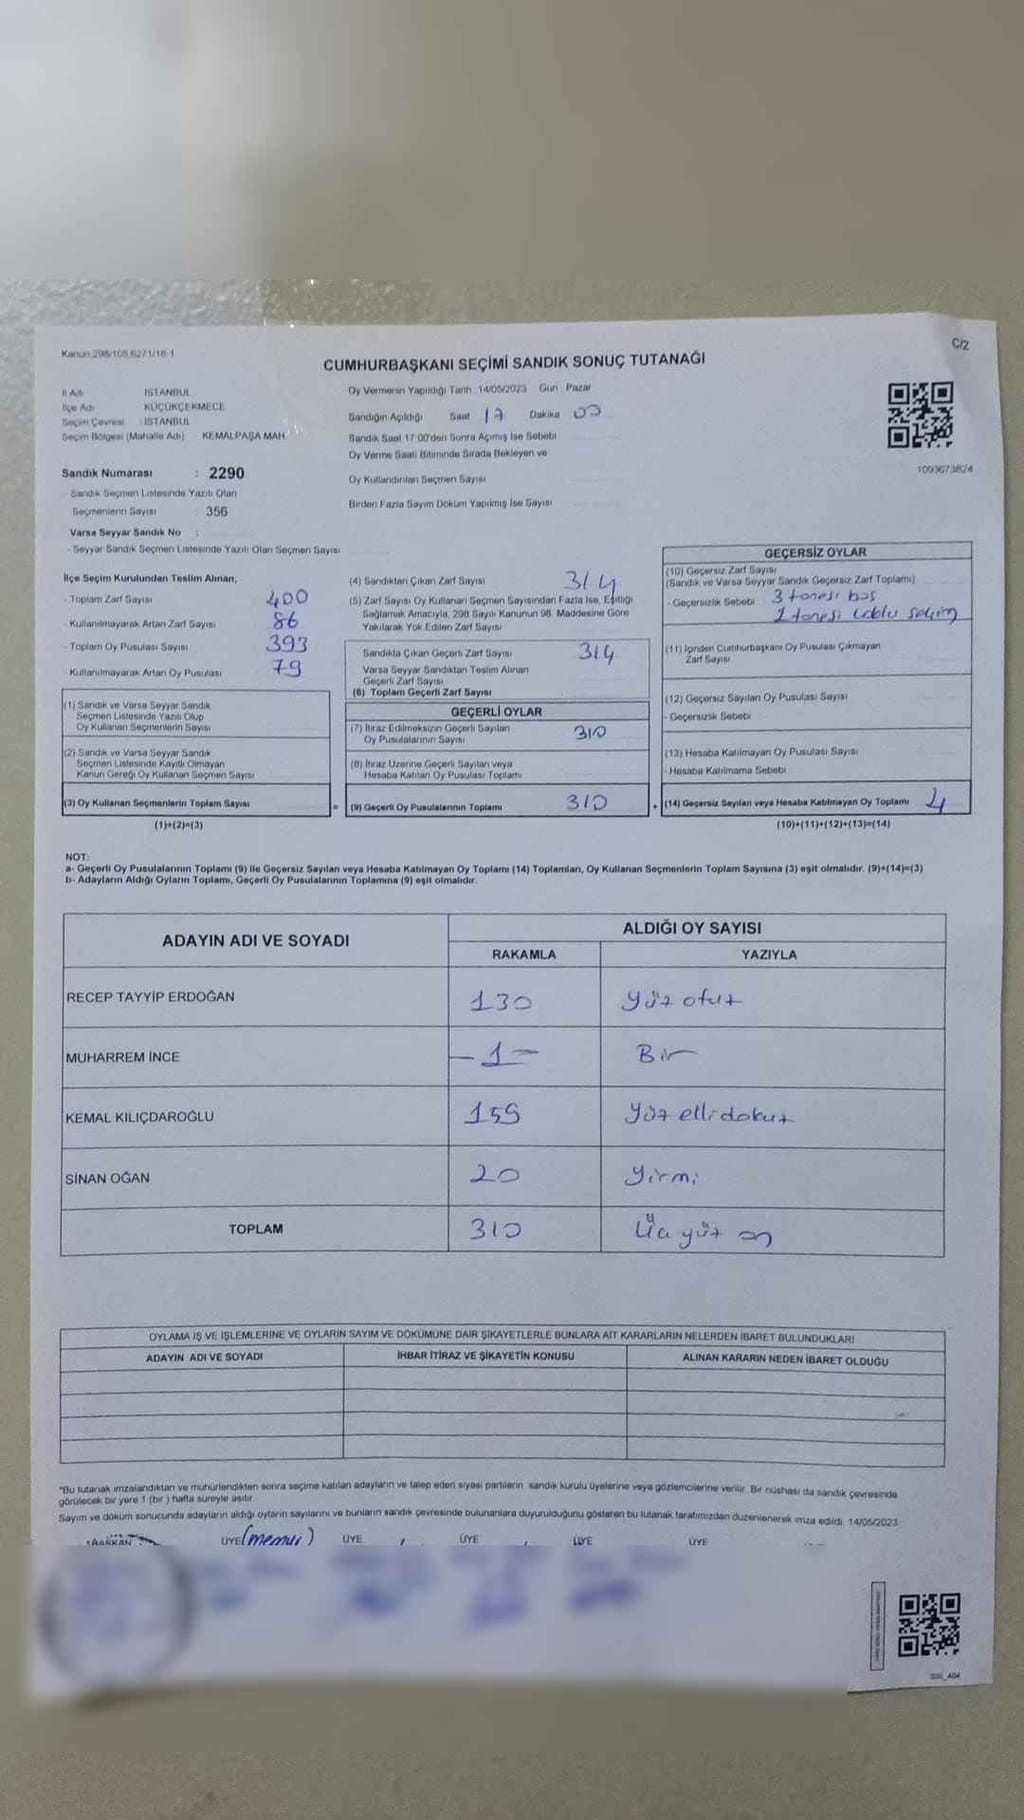 Kanun 298/105,6271/18-1
C/2
CUMHURBAŞKANI SEÇİMİ SANDIK SONUÇ TUTANAĞI
İl Adı İSTANBUL
İlçe Adı KÜÇÜKÇEKMECE
Seçim Çevresi : İSTANBUL
Seçim Bölgesi (Mahalle Adı) KEMALPAŞA MAH
Oy Vermenin Yapıldığı Tarih 14/05/2023 Gün Pazar
Sandığın Açıldığı Saat 17 Dakika 00
Sandık Saat 17:00'den Sonra Açımış İse Sebebi
Oy Verme Saati Bitiminde Sırada Bekleyen ve
Oy Kullandırılan Seçmen Sayısı
Birden Fazla Sayım Döküm Yapılmış İse Sayısı
1093673824
Sandık Numarası : 2290
Sandık Seçmen Listesinde Yazılı Olan
Seçmenlerin Sayısı 356
Varsa Seyyar Sandık No :
- Seyyar Sandık Seçmen Listesinde Yazılı Olan Seçmen Sayısı
İlçe Seçim Kurulundan Teslim Alınan,
- Toplam Zarf Sayısı 400
- Kullanılmayarak Artan Zarf Sayısı 86
- Toplam Oy Pusulası Sayısı 393
- Kullanılmayarak Artan Oy Pusulası 79
(1) Sandık ve Varsa Seyyar Sandık
Seçmen Listesinde Yazılı Olup
Oy Kullanan Seçmenlerin Sayısı
(2) Sandık ve Varsa Seyyar Sandık
Seçmen Listesinde Kayıtlı Olmayan
Kanun Gereği Oy Kullanan Seçmen Sayısı
(3) Oy Kullanan Seçmenlerin Toplam Sayısı
(1)+(2)=(3)
(4) Sandıktan Çıkan Zarf Sayısı 314
(5) Zarf Sayısı Oy Kullanan Seçmen Sayısından Fazla İse, Eşitliği
Sağlamak Amacıyla, 298 Sayılı Kanunun 98. Maddesine Göre
Yakılarak Yok Edilen Zarf Sayısı
Sandıkta Çıkan Geçerli Zarf Sayısı 314
Varsa Seyyar Sandıktan Teslim Alınan
Geçerli Zarf Sayısı
(6) Toplam Geçerli Zarf Sayısı
GEÇERLİ OYLAR
(7) İtiraz Edilmeksizin Geçerli Sayılan
Oy Pusulalarının Sayısı 310
(8) İtiraz Üzerine Geçerli Sayılan veya
Hesaba Katılan Oy Pusulası Toplamı
= (9) Geçerli Oy Pusulalarının Toplamı 310
GEÇERSİZ OYLAR
(10) Geçersiz Zarf Sayısı
(Sandık ve Varsa Seyyar Sandık Geçersiz Zarf Toplamı)
- Geçersizlik Sebebi 3 tanesi boş
1 tanesi
(11) İçinden Cumhurbaşkanı Oy Pusulası Çıkmayan
Zarf Sayısı
(12) Geçersiz Sayılan Oy Pusulası Sayısı
- Geçersizlik Sebebi
(13) Hesaba Katılmayan Oy Pusulası Sayısı
- Hesaba Katılmama Sebebi
+ (14) Geçersiz Sayılan veya Hesaba Katılmayan Oy Toplamı 4
(10)+(11)+(12)+(13)=(14)
NOT:
a- Geçerli Oy Pusulalarının Toplamı (9) ile Geçersiz Sayılan veya Hesaba Katılmayan Oy Toplamı (14) Toplamları, Oy Kullanan Seçmenlerin Toplam Sayısına (3) eşit olmalıdır. (9)+(14)=(3)
b- Adayların Aldığı Oyların Toplamı, Geçerli Oy Pusulalarının Toplamına (9) eşit olmalıdır.
ADAYIN ADI VE SOYADI
ALDIĞI OY SAYISI
RAKAMLA YAZIYLA
RECEP TAYYİP ERDOĞAN 130 Yüz otuz
MUHARREM İNCE -1- Bir
KEMAL KILIÇDAROĞLU 159 Yüz elli dokuz
SİNAN OĞAN 20 Yirmi
TOPLAM 310 Üç yüz on
OYLAMA İŞ VE İŞLEMLERİNE VE OYLARIN SAYIM VE DÖKÜMÜNE DAİR ŞİKAYETLERLE BUNLARA AİT KARARLARIN NELERDEN İBARET BULUNDUKLARI
ADAYIN ADI VE SOYADI İHBAR İTİRAZ VE ŞİKAYETİN KONUSU ALINAN KARARIN NEDEN İBARET OLDUĞU
*Bu tutanak imzalandıktan ve mühürlendikten sonra seçime katılan adayların ve talep eden siyasi partilerin sandık kurulu üyelerine veya gözlemcilerine verilir. Bir nüshası da sandık çevresinde
görülecek bir yere 1 (bir ) hafta süreyle asılır
Sayım ve döküm sonucunda adayların aldığı oyların sayılarını ve bunların sandık çevresinde bulunanlara duyurulduğunu gösteren bu tutanak tarafımızdan düzenlenerek imza edildi. 14/05/2023
BAŞKAN ÜYE (memur) ÜYE ÜYE ÜYE ÜYE